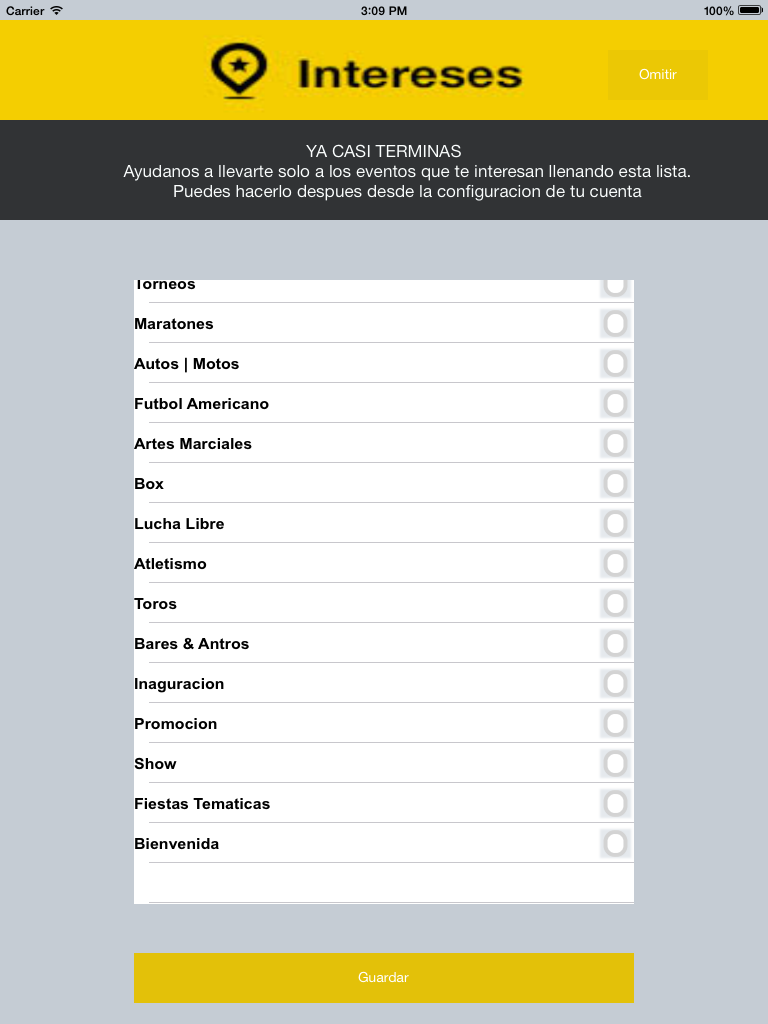 Carrier 3:09 PM 100%
Intereses
Omitir
YA CASI TERMINAS
Ayudanos a llevarte solo a los eventos que te interesan llenando esta lista.
Puedes hacerlo despues desde la configuracion de tu cuenta
Torneos
Maratones
Autos | Motos
Futbol Americano
Artes Marciales
Box
Lucha Libre
Atletismo
Toros
Bares & Antros
Inaguracion
Promocion
Show
Fiestas Tematicas
Bienvenida
Guardar